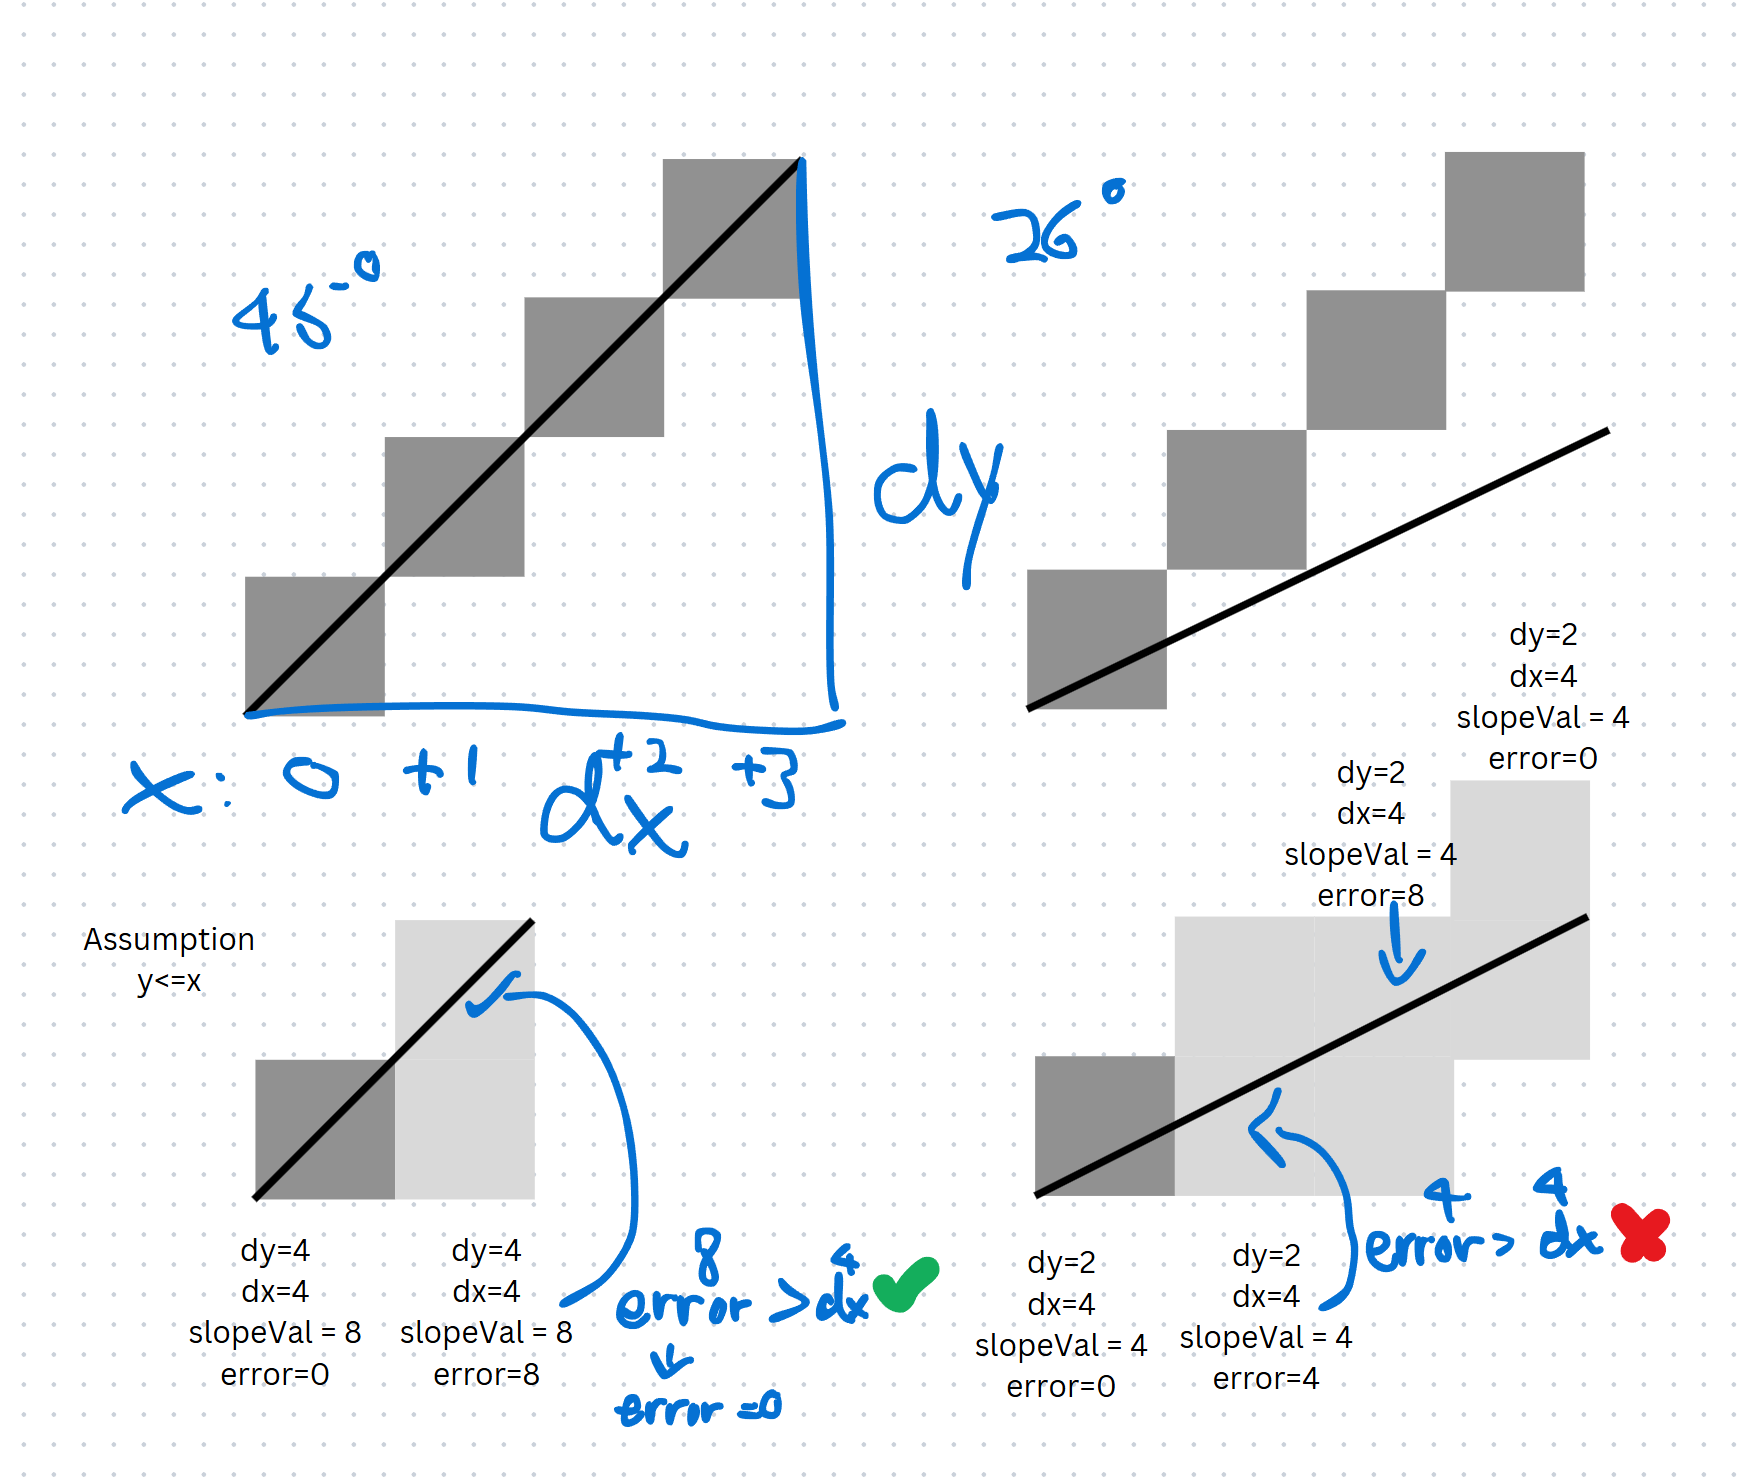 45°
26°
dy
x: 0 +1 +2 +3
dx
dy=2
dx=4
slopeVal = 4
error=0
dy=2
dx=4
slopeVal = 4
error=8
Assumption
y<=x
dy=4
dx=4
slopeVal = 8
error=0
dy=4
dx=4
slopeVal = 8
error=8
8 4
error > dx
error = 0
dy=2
dx=4
slopeVal = 4
error=0
dy=2
dx=4
slopeVal = 4
error=4
4 4
error > dx